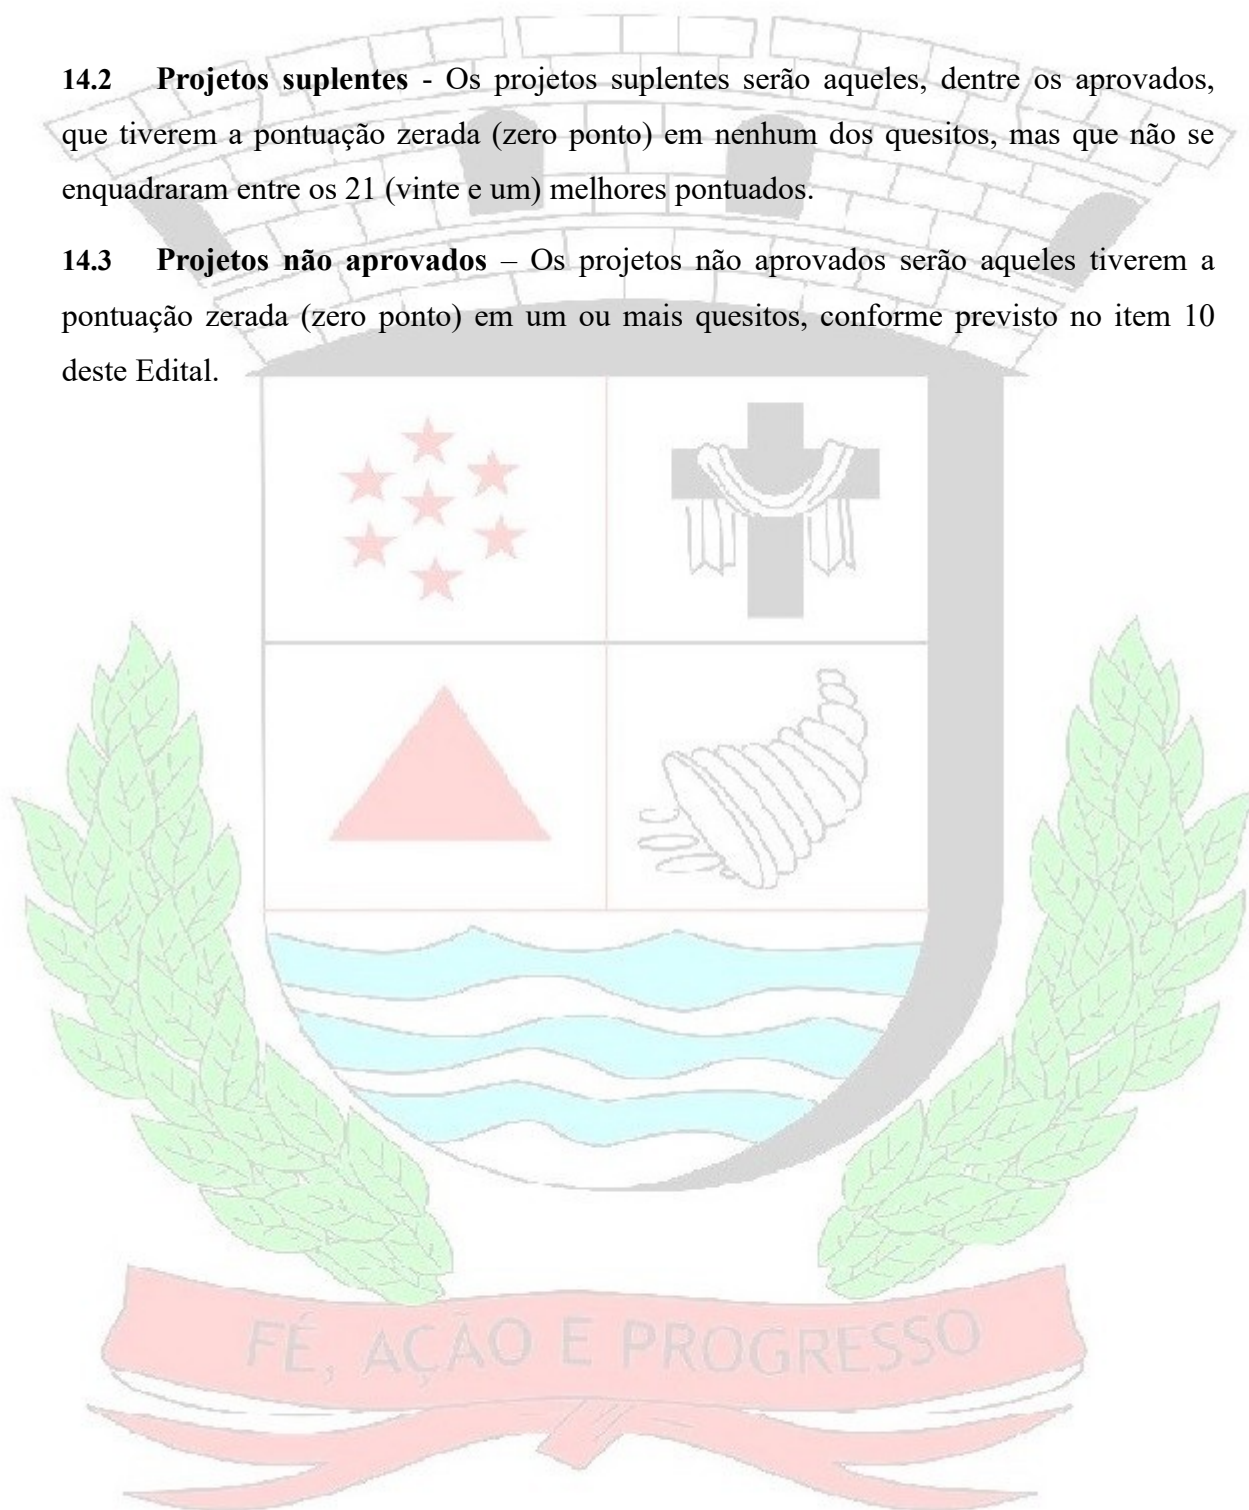 14.2 Projetos suplentes - Os projetos suplentes serão aqueles, dentre os aprovados,
que tiverem a pontuação zerada (zero ponto) em nenhum dos quesitos, mas que não se
enquadraram entre os 21 (vinte e um) melhores pontuados.
14.3 Projetos não aprovados – Os projetos não aprovados serão aqueles tiverem a
pontuação zerada (zero ponto) em um ou mais quesitos, conforme previsto no item 10
deste Edital.
FÉ, AÇÃO E PROGRESSO